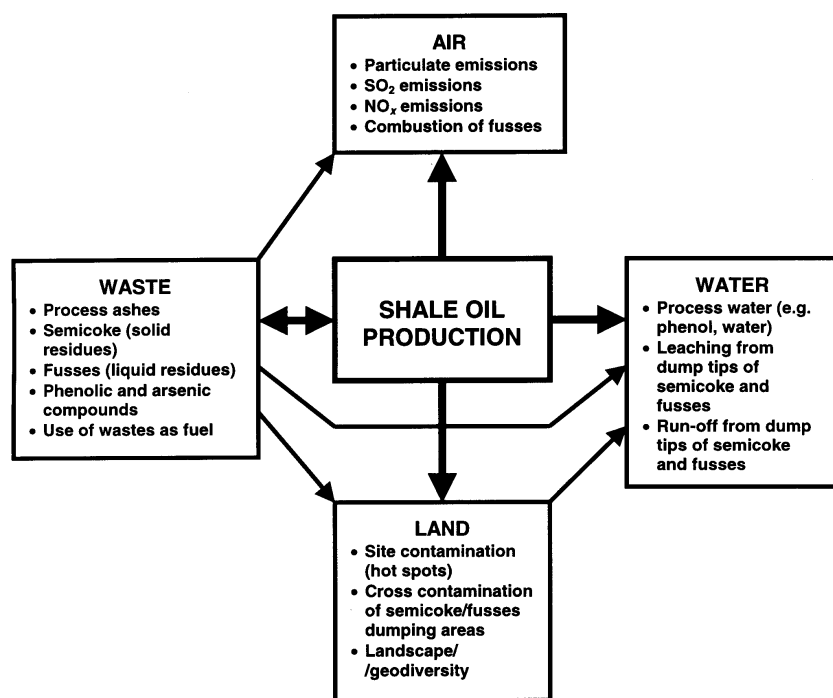 AIR
• Particulate emissions
• SO₂ emissions
• NOₓ emissions
• Combustion of fusses
WASTE
• Process ashes
• Semicoke (solid
residues)
• Fusses (liquid residues)
• Phenolic and arsenic
compounds
• Use of wastes as fuel
SHALE OIL
PRODUCTION
WATER
• Process water (e.g.
phenol, water)
• Leaching from
dump tips of
semicoke and
fusses
• Run-off from dump
tips of semicoke
and fusses
LAND
• Site contamination
(hot spots)
• Cross contamination
of semicoke/fusses
dumping areas
• Landscape/
/geodiversity